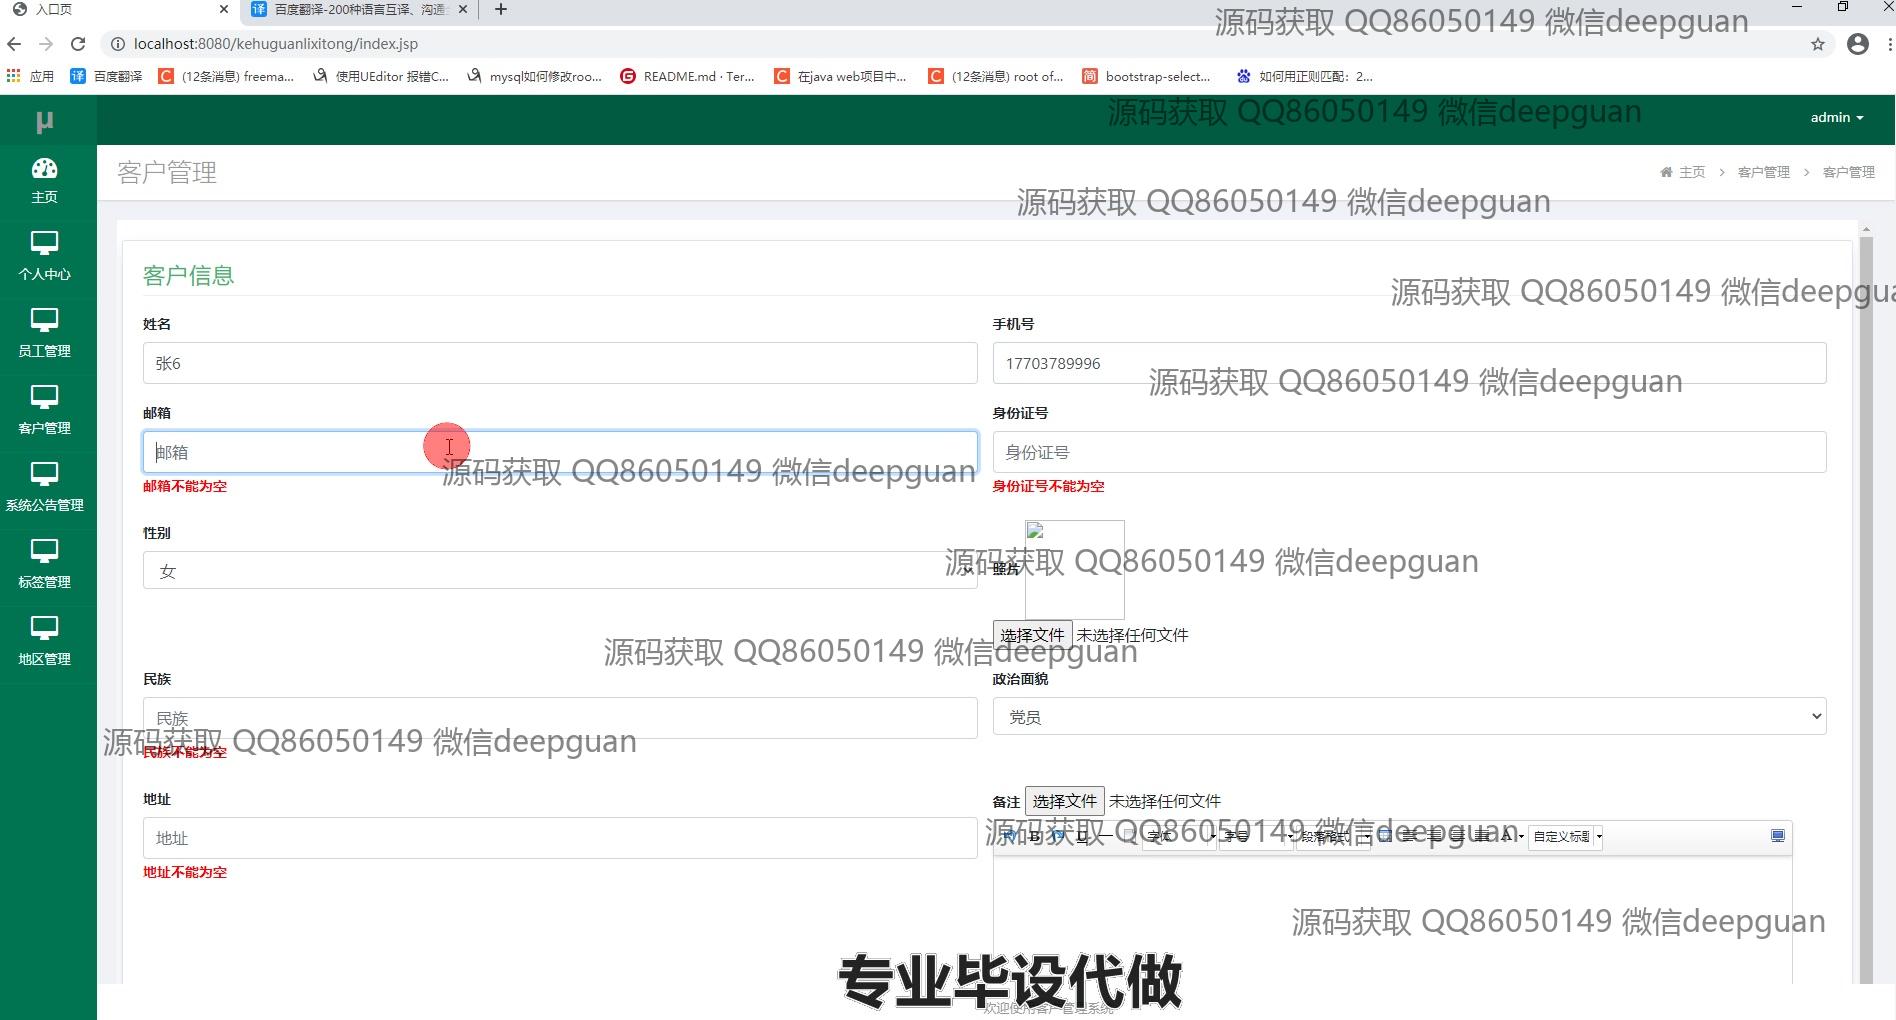 入口页
百度翻译-200种语言互译、沟通
源码获取 QQ86050149 微信deepguan
localhost:8080/kehuguanlixitong/index.jsp
应用
百度翻译
(12条消息) freema...
使用UEditor 报错C...
mysql如何修改roo...
README.md · Ter...
在java web项目中...
(12条消息) root of...
bootstrap-select...
如何用正则匹配：2...
μ
源码获取 QQ86050149 微信deepguan
admin
主页
客户管理
主页 > 客户管理 > 客户管理
源码获取 QQ86050149 微信deepguan
个人中心
客户信息
源码获取 QQ86050149 微信deepgua
姓名
手机号
员工管理
张6
17703789996
源码获取 QQ86050149 微信deepguan
邮箱
身份证号
客户管理
邮箱
身份证号
源码获取 QQ86050149 微信deepguan
邮箱不能为空
身份证号不能为空
系统公告管理
性别
女
照片
源码获取 QQ86050149 微信deepguan
标签管理
选择文件 未选择任何文件
源码获取 QQ86050149 微信deepguan
地区管理
民族
政治面貌
民族
党员
源码获取 QQ86050149 微信deepguan
民族不能为空
地址
备注 选择文件 未选择任何文件
地址
源码获取 QQ86050149 微信deepguan
字体
字号
段落格式
自定义标题
地址不能为空
源码获取 QQ86050149 微信deepguan
专业毕设代做
欢迎使用客户管理系统